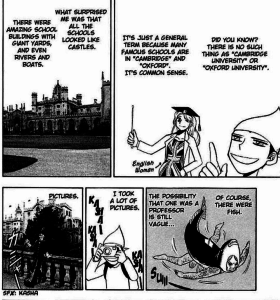 DID YOU KNOW?
THERE IS NO SUCH
THING AS "CAMBRIDGE
UNIVERSITY" OR
"OXFORD UNIVERSITY".
IT'S JUST A GENERAL
TERM BECAUSE MANY
FAMOUS SCHOOLS ARE
IN "CAMBRIDGE" AND
"OXFORD".
IT'S COMMON SENSE.
English
Women
WHAT SURPRISED
ME WAS THAT
ALL THE
SCHOOLS
LOOKED LIKE
CASTLES.
THERE WERE
AMAZING SCHOOL
BUILDINGS WITH
GIANT YARDS,
AND EVEN
RIVERS AND
BOATS.
OF COURSE,
THERE WERE
FISH.
THE POSSIBILITY
THAT ONE WAS A
PROFESSOR
IS STILL
VAGUE...
I TOOK
A LOT OF
PICTURES.
PICTURES.
SFX: KASHA